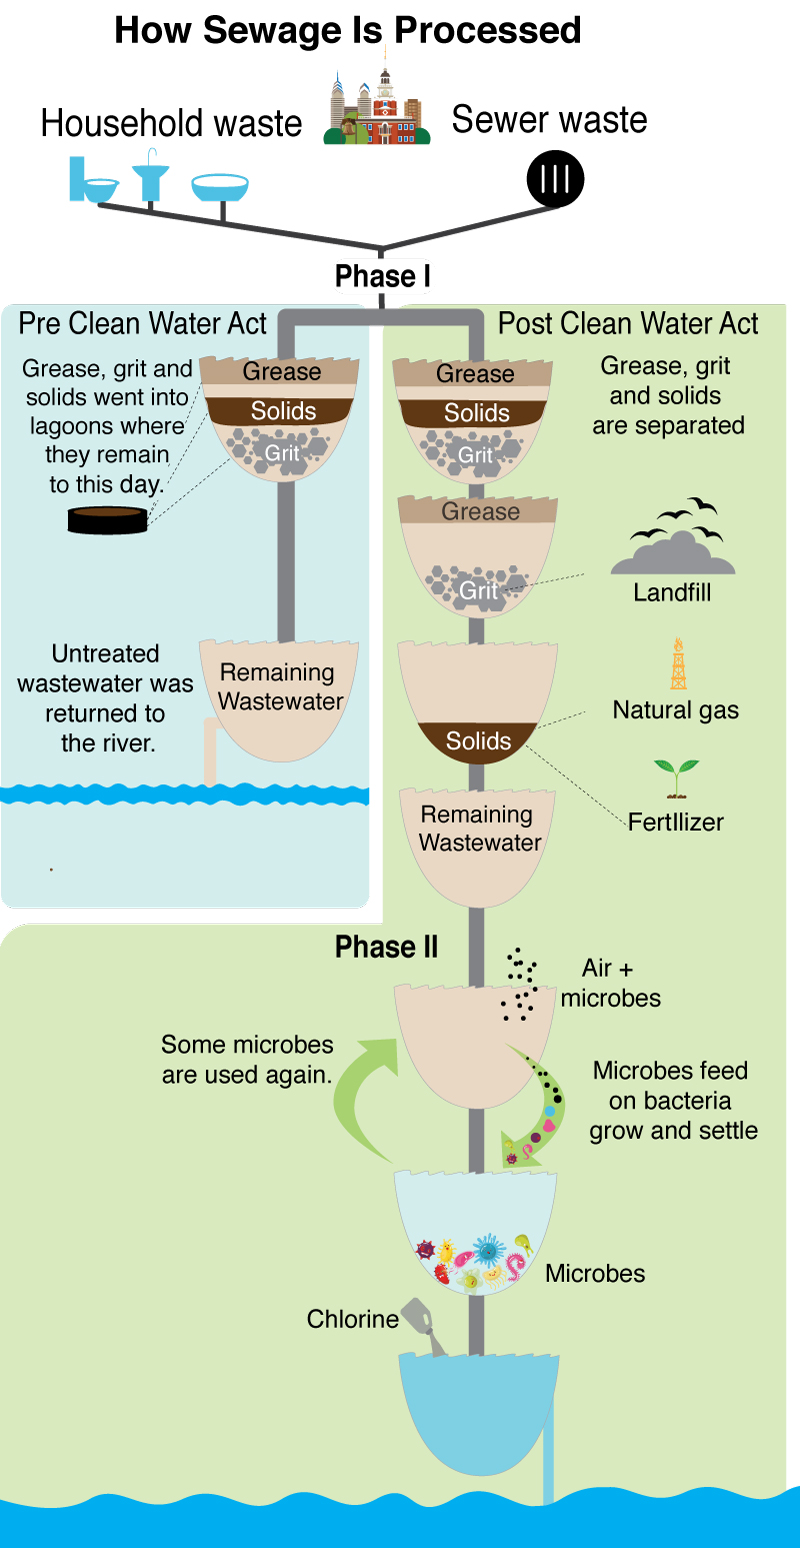 How Sewage Is Processed
Household waste
Sewer waste
Phase I
Pre Clean Water Act
Grease, grit and
solids went into
lagoons where
they remain
to this day.
Grease
Solids
Grit
Untreated
wastewater was
returned to
the river.
Remaining
Wastewater
Post Clean Water Act
Grease
Solids
Grit
Grease, grit
and solids
are separated
Grease
Grit
Landfill
Solids
Natural gas
FertIlizer
Remaining
Wastewater
Phase II
Air +
microbes
Some microbes
are used again.
Microbes feed
on bacteria
grow and settle
Microbes
Chlorine